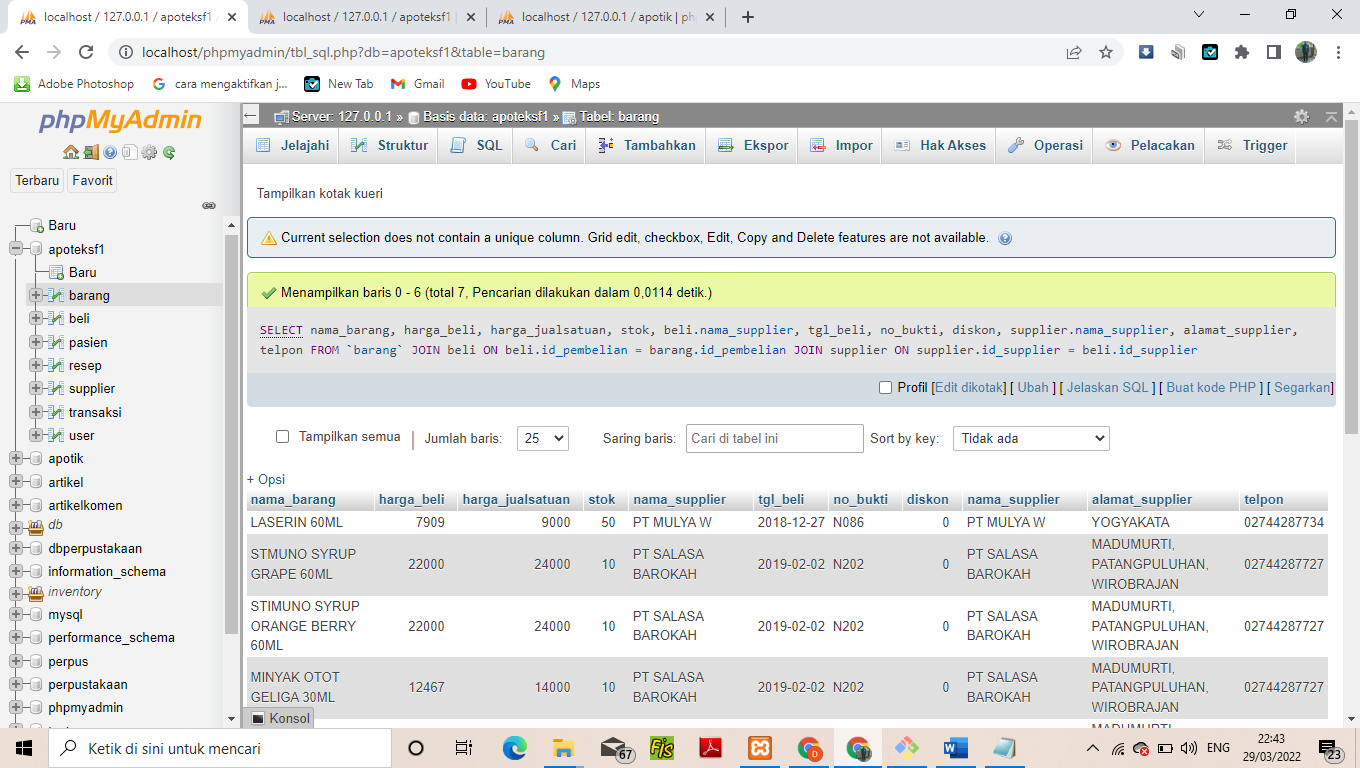 localhost / 127.0.0.1 / apoteksf1
localhost / 127.0.0.1 / apoteksf1 |
localhost / 127.0.0.1 / apotik | ph
localhost/phpmyadmin/tbl_sql.php?db=apoteksf1&table=barang
Adobe Photoshop
cara mengaktifkan j...
New Tab
Gmail
YouTube
Maps
phpMyAdmin
Terbaru
Favorit
Baru
apoteksf1
Baru
barang
beli
pasien
resep
supplier
transaksi
user
apotik
artikel
artikelkomen
db
dbperpustakaan
information_schema
inventory
mysql
performance_schema
perpus
perpustakaan
phpmyadmin
Server: 127.0.0.1 » Basis data: apoteksf1 » Tabel: barang
Jelajahi Struktur SQL Cari Tambahkan Ekspor Impor Hak Akses Operasi Pelacakan Trigger
Tampilkan kotak kueri
Current selection does not contain a unique column. Grid edit, checkbox, Edit, Copy and Delete features are not available.
Menampilkan baris 0 - 6 (total 7, Pencarian dilakukan dalam 0,0114 detik.)
SELECT nama_barang, harga_beli, harga_jualsatuan, stok, beli.nama_supplier, tgl_beli, no_bukti, diskon, supplier.nama_supplier, alamat_supplier,
telpon FROM `barang` JOIN beli ON beli.id_pembelian = barang.id_pembelian JOIN supplier ON supplier.id_supplier = beli.id_supplier
Profil [Edit dikotak] [ Ubah ] [ Jelaskan SQL ] [ Buat kode PHP ] [ Segarkan]
Tampilkan semua | Jumlah baris: 25 Saring baris: Cari di tabel ini Sort by key: Tidak ada
+ Opsi
nama_barang harga_beli harga_jualsatuan stok nama_supplier tgl_beli no_bukti diskon nama_supplier alamat_supplier telpon
LASERIN 60ML 7909 9000 50 PT MULYA W 2018-12-27 N086 0 PT MULYA W YOGYAKATA 02744287734
STMUNO SYRUP
GRAPE 60ML
22000 24000 10
PT SALASA
BAROKAH
2019-02-02 N202 0
PT SALASA
BAROKAH
MADUMURTI,
PATANGPULUHAN,
WIROBRAJAN
02744287727
STIMUNO SYRUP
ORANGE BERRY
60ML
22000 24000 10
PT SALASA
BAROKAH
2019-02-02 N202 0
PT SALASA
BAROKAH
MADUMURTI,
PATANGPULUHAN,
WIROBRAJAN
02744287727
MINYAK OTOT
GELIGA 30ML
12467 14000 10
PT SALASA
BAROKAH
2019-02-02 N202 0
PT SALASA
BAROKAH
MADUMURTI,
PATANGPULUHAN,
WIROBRAJAN
02744287727
MADUMURTI,
Konsol
Ketik di sini untuk mencari
67
ENG
22:43
29/03/2022
23